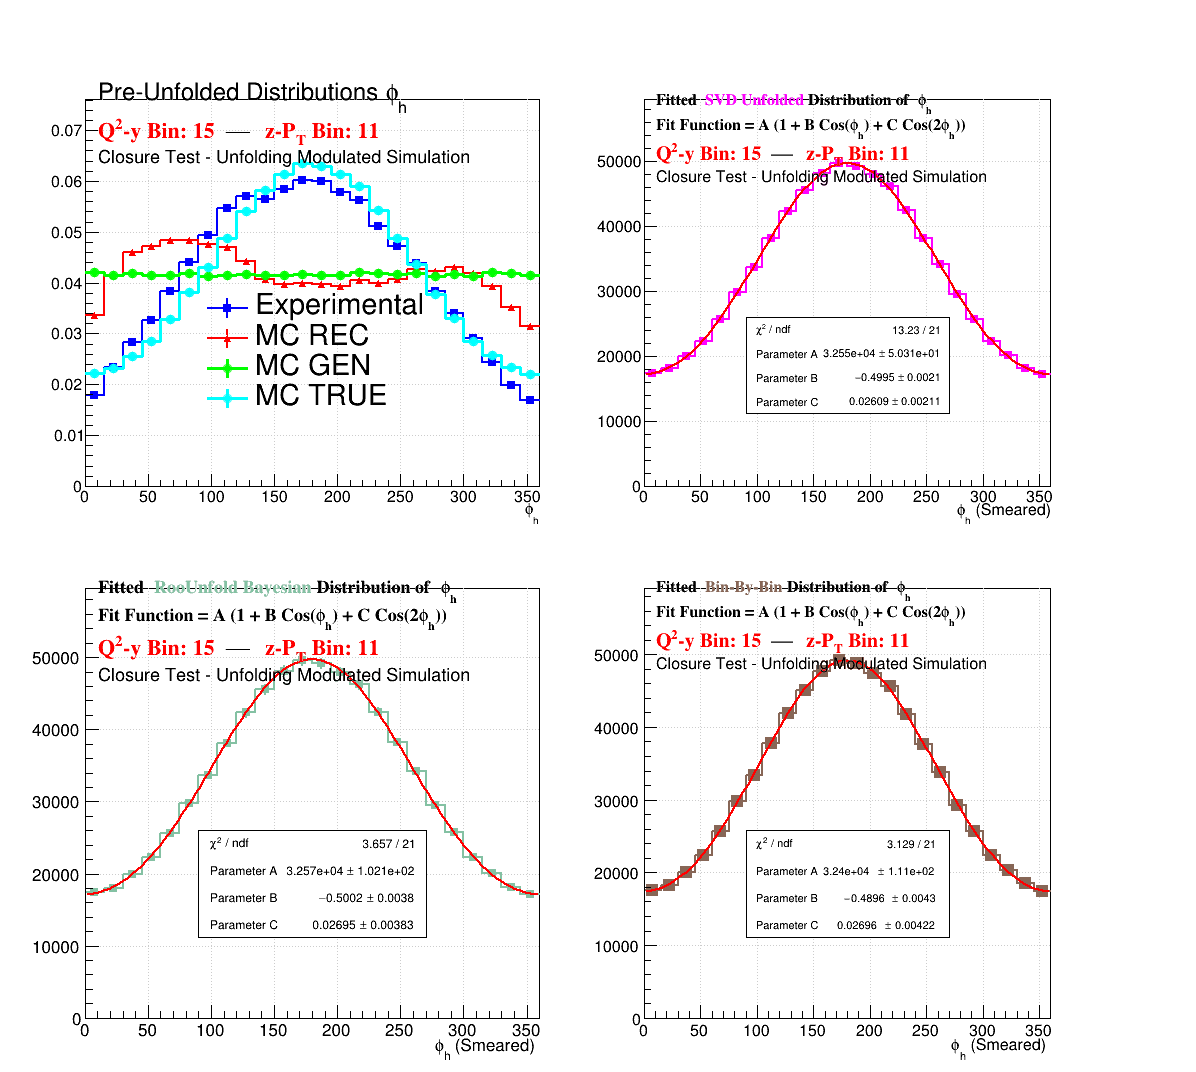 Pre-Unfolded Distributions ϕh
Q²-y Bin: 15 — z-PT Bin: 11
Closure Test - Unfolding Modulated Simulation
0.07
0.06
0.05
0.04
0.03
0.02
0.01
0
Experimental
MC REC
MC GEN
MC TRUE
0 50 100 150 200 250 300 350
ϕh
Fitted SVD Unfolded Distribution of ϕh
Fit Function = A (1 + B Cos(ϕh) + C Cos(2ϕh))
Q²-y Bin: 15 — z-PT Bin: 11
Closure Test - Unfolding Modulated Simulation
50000
40000
30000
20000
10000
0
χ² / ndf 13.23 / 21
Parameter A 3.255e+04 ± 5.031e+01
Parameter B −0.4995 ± 0.0021
Parameter C 0.02609 ± 0.00211
0 50 100 150 200 250 300 350
ϕh (Smeared)
Fitted RooUnfold Bayesian Distribution of ϕh
Fit Function = A (1 + B Cos(ϕh) + C Cos(2ϕh))
Q²-y Bin: 15 — z-PT Bin: 11
Closure Test - Unfolding Modulated Simulation
50000
40000
30000
20000
10000
0
χ² / ndf 3.657 / 21
Parameter A 3.257e+04 ± 1.021e+02
Parameter B −0.5002 ± 0.0038
Parameter C 0.02695 ± 0.00383
0 50 100 150 200 250 300 350
ϕh (Smeared)
Fitted Bin-By-Bin Distribution of ϕh
Fit Function = A (1 + B Cos(ϕh) + C Cos(2ϕh))
Q²-y Bin: 15 — z-PT Bin: 11
Closure Test - Unfolding Modulated Simulation
50000
40000
30000
20000
10000
0
χ² / ndf 3.129 / 21
Parameter A 3.24e+04 ± 1.11e+02
Parameter B −0.4896 ± 0.0043
Parameter C 0.02696 ± 0.00422
0 50 100 150 200 250 300 350
ϕh (Smeared)